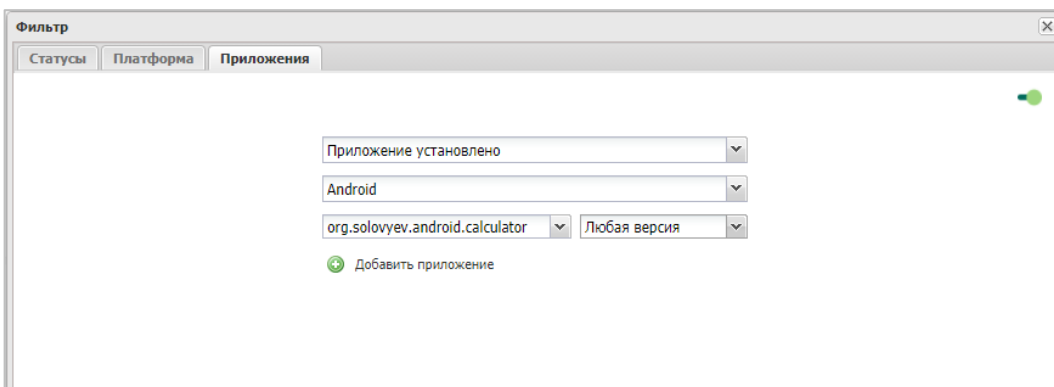 Фильтр
Статусы Платформа Приложения
Приложение установлено
Android
org.solovyev.android.calculator Любая версия
Добавить приложение